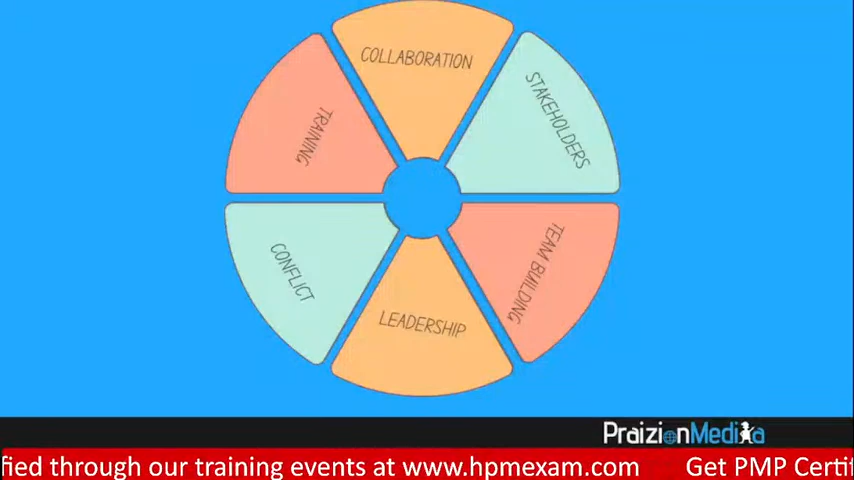 COLLABORATION
STAKEHOLDERS
TRAINING
CONFLICT
TEAM BUILDING
LEADERSHIP
PraizionMedia
fied through our training events at www.hpmexam.com Get PMP Certif